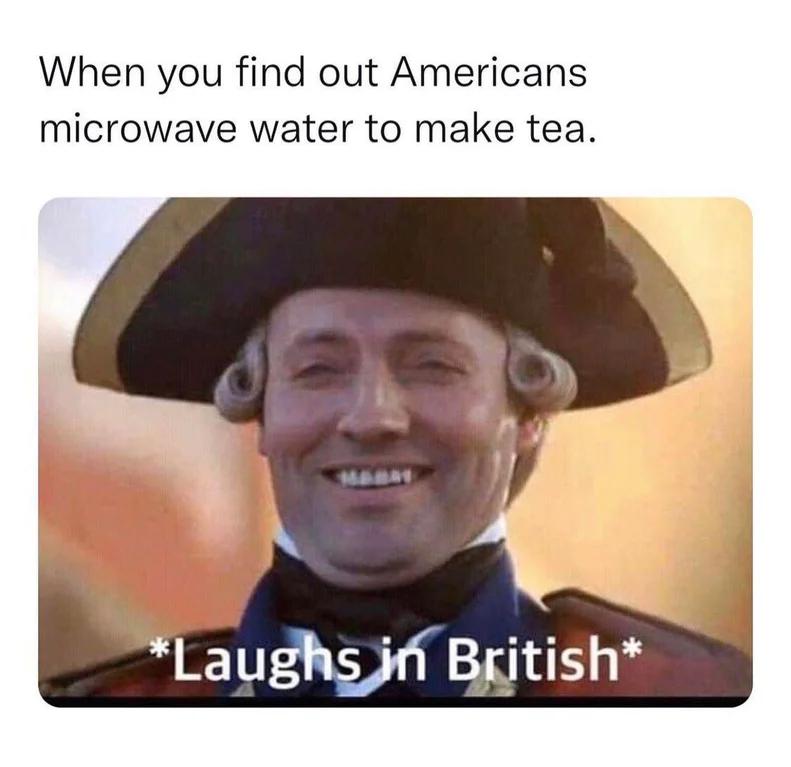 When you find out Americans
microwave water to make tea.
*Laughs in British*